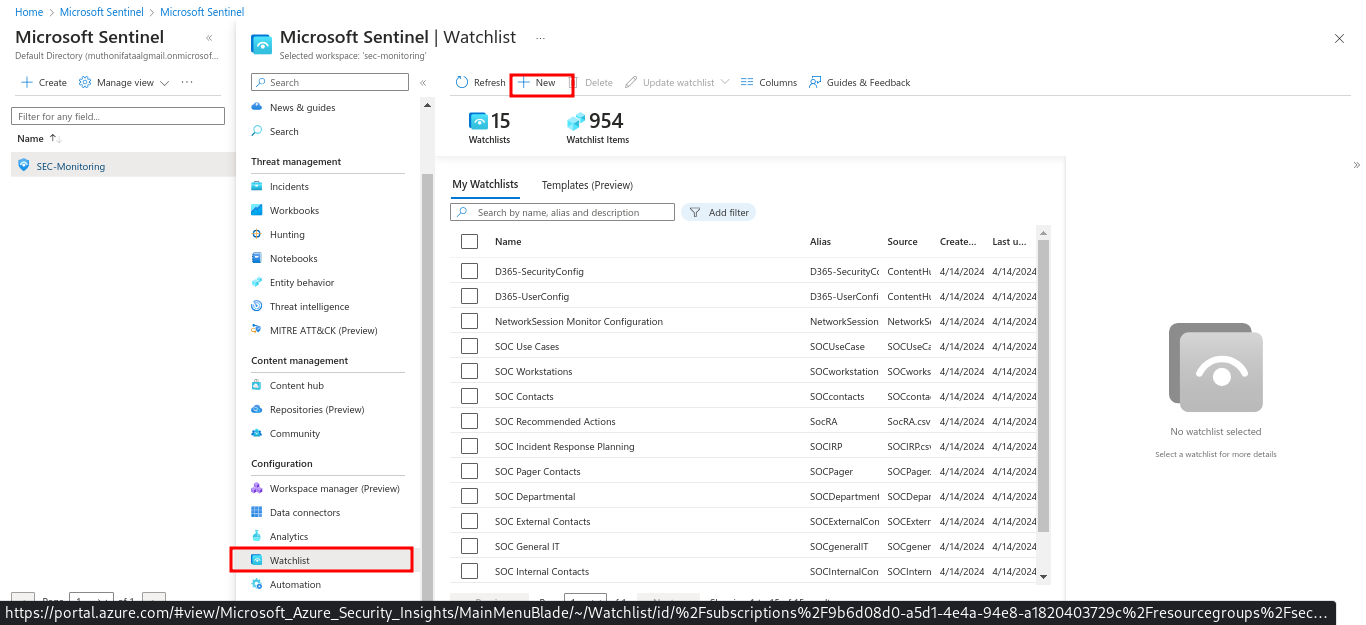 Home > Microsoft Sentinel > Microsoft Sentinel
Microsoft Sentinel «
Default Directory (muthonifataalgmail.onmicrosof...
Create Manage view ...
Filter for any field...
Name ↑↓
SEC-Monitoring
Microsoft Sentinel | Watchlist ...
Selected workspace: 'sec-monitoring'
Search «
News & guides
Search
Threat management
Incidents
Workbooks
Hunting
Notebooks
Entity behavior
Threat intelligence
MITRE ATT&CK (Preview)
Content management
Content hub
Repositories (Preview)
Community
Configuration
Workspace manager (Preview)
Data connectors
Analytics
Watchlist
Automation
Refresh New Delete Update watchlist Columns Guides & Feedback
15 954
Watchlists Watchlist Items
My Watchlists Templates (Preview)
Search by name, alias and description Add filter
Name Alias Source Create... Last u...
D365-SecurityConfig D365-SecurityCc ContentHu 4/14/2024 4/14/2024
D365-UserConfig D365-UserConfi ContentHu 4/14/2024 4/14/2024
NetworkSession Monitor Configuration NetworkSession NetworkSe 4/14/2024 4/14/2024
SOC Use Cases SOCUseCase SOCUseCa 4/14/2024 4/14/2024
SOC Workstations SOCworkstation SOCworks 4/14/2024 4/14/2024
SOC Contacts SOCcontacts SOCconta 4/14/2024 4/14/2024
SOC Recommended Actions SocRA SocRA.csv 4/14/2024 4/14/2024
SOC Incident Response Planning SOCIRP SOCIRP.csv 4/14/2024 4/14/2024
SOC Pager Contacts SOCPager SOCPager. 4/14/2024 4/14/2024
SOC Departmental SOCDepartment SOCDepar 4/14/2024 4/14/2024
SOC External Contacts SOCExternalCon SOCExtern 4/14/2024 4/14/2024
SOC General IT SOCgeneralIT SOCgener 4/14/2024 4/14/2024
SOC Internal Contacts SOCInternalCon SOCIntern 4/14/2024 4/14/2024
No watchlist selected
Select a watchlist for more details
»
https://portal.azure.com/#view/Microsoft_Azure_Security_Insights/MainMenuBlade/~/Watchlist/id/%2Fsubscriptions%2F9b6d08d0-a5d1-4e4a-94e8-a1820403729c%2Fresourcegroups%2Fsec...